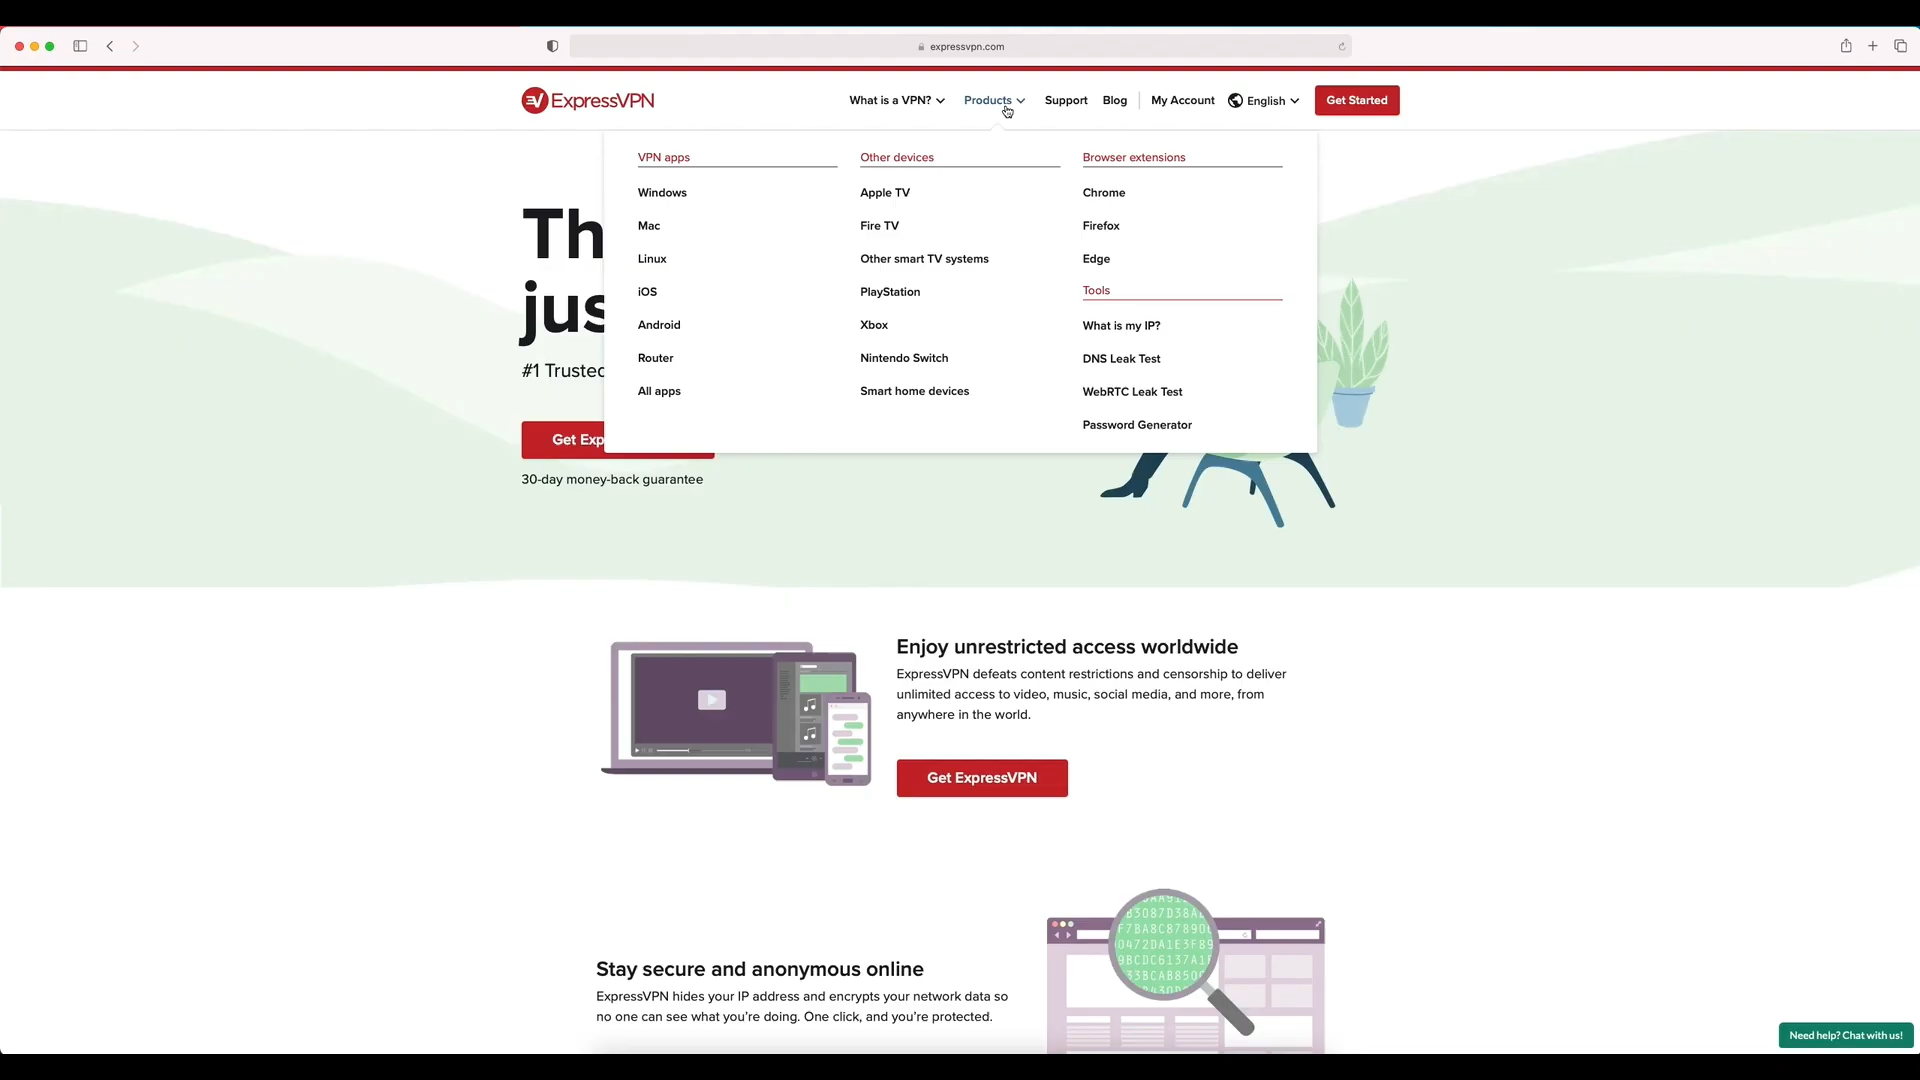 expressvpn.com
ExpressVPN
What is a VPN?
Products
Support
Blog
My Account
English
Get Started
VPN apps
Windows
Mac
Linux
iOS
Android
Router
All apps
Other devices
Apple TV
Fire TV
Other smart TV systems
PlayStation
Xbox
Nintendo Switch
Smart home devices
Browser extensions
Chrome
Firefox
Edge
Tools
What is my IP?
DNS Leak Test
WebRTC Leak Test
Password Generator
Th
jus
#1 Trusted
Get Exp
30-day money-back guarantee
Enjoy unrestricted access worldwide
ExpressVPN defeats content restrictions and censorship to deliver
unlimited access to video, music, social media, and more, from
anywhere in the world.
Get ExpressVPN
Stay secure and anonymous online
ExpressVPN hides your IP address and encrypts your network data so
no one can see what you're doing. One click, and you're protected.
B3087D38A
F7BA8C87890
0472DA1E3F89
9BCDC6137A1
33BCAB850
Need help? Chat with us!